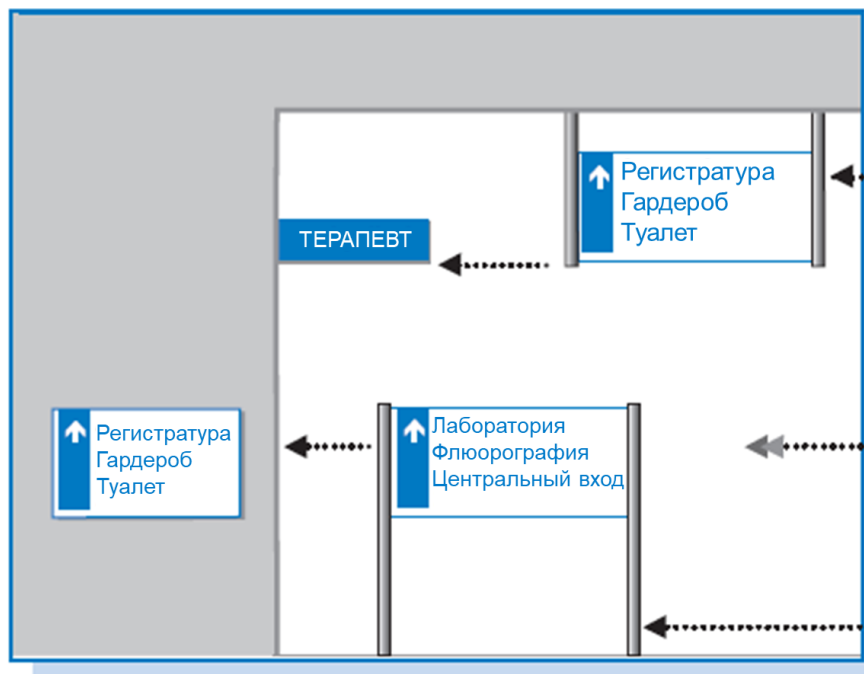 Регистратура
Гардероб
Туалет
ТЕРАПЕВТ
Регистратура
Гардероб
Туалет
Лаборатория
Флюорография
Центральный вход